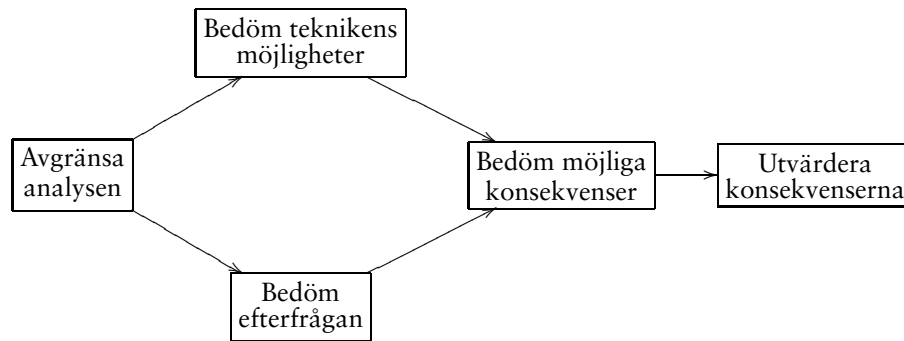 Bedöm teknikens
möjligheter
Avgränsa
analysen
Bedöm möjliga
konsekvenser
Utvärdera
konsekvenserna
Bedöm
efterfrågan